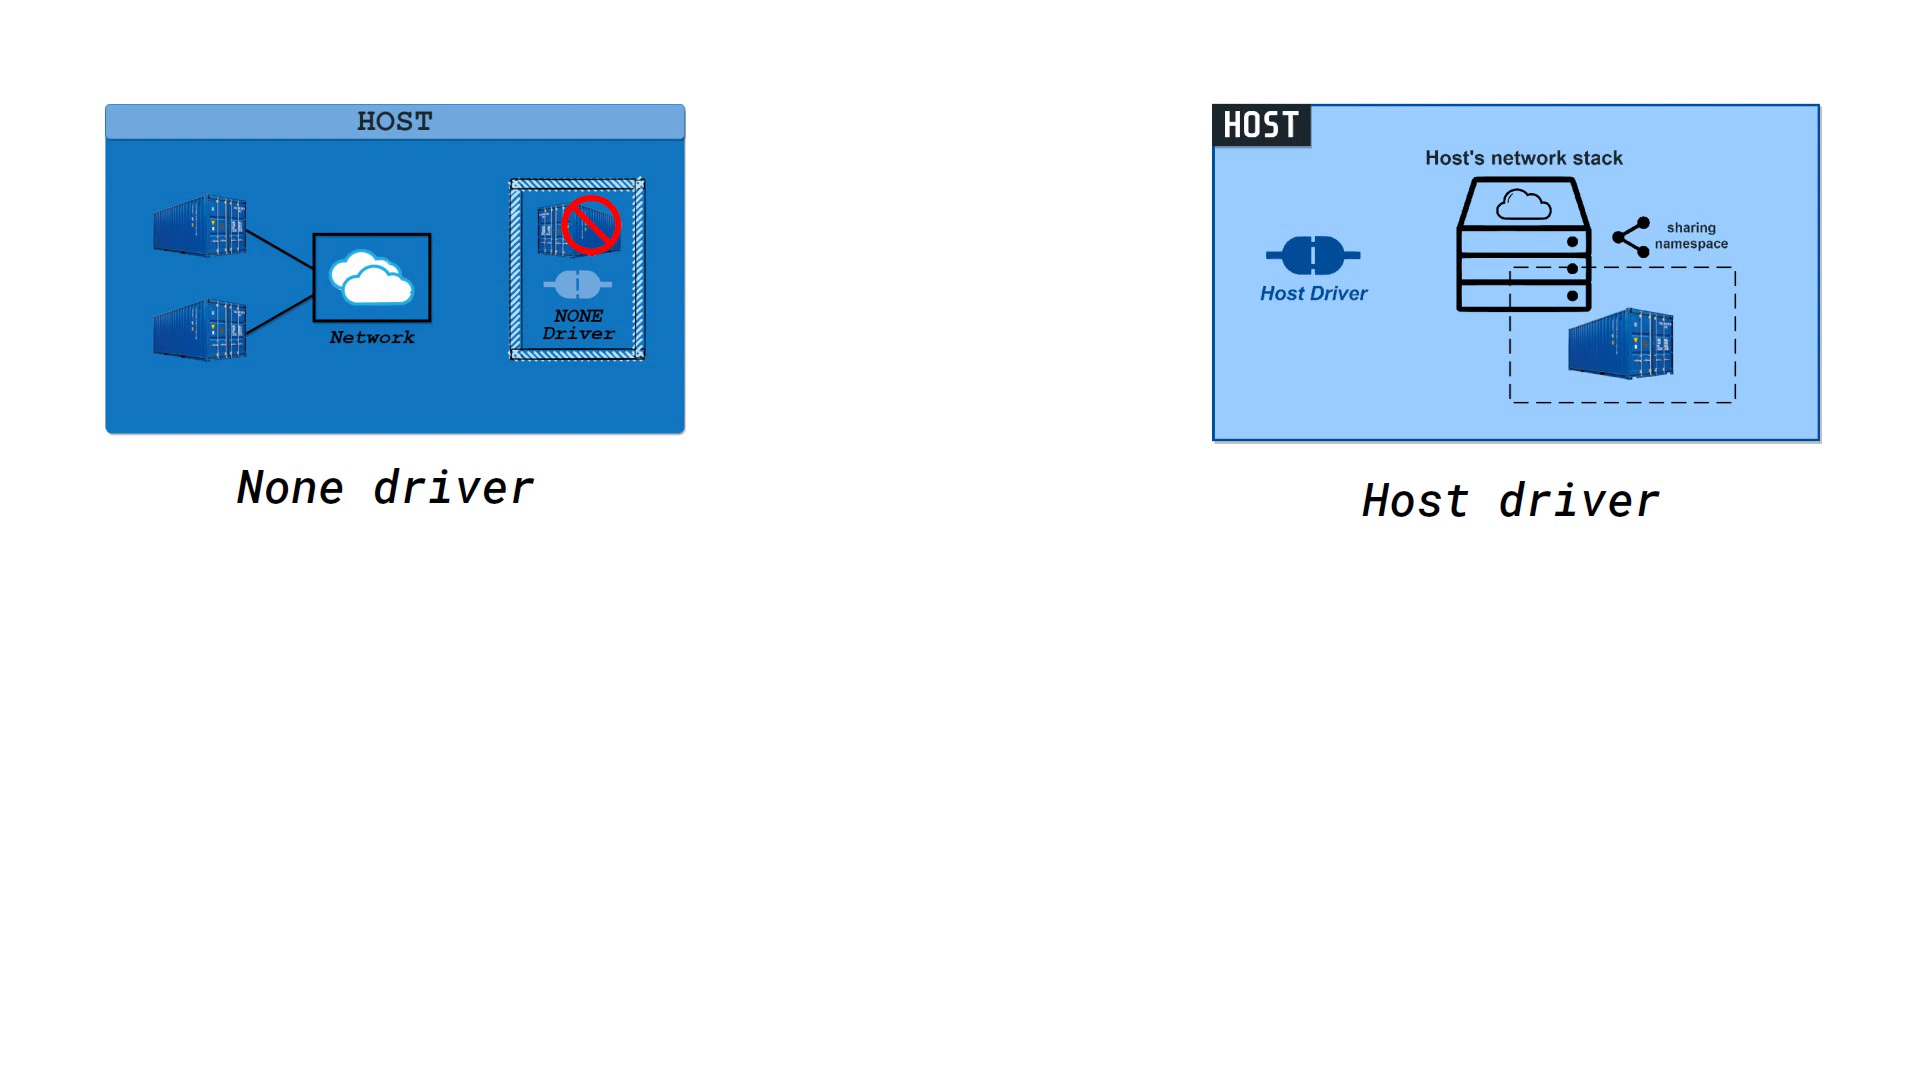 HOST
Network
NONE
Driver
None driver
HOST
Host's network stack
sharing
namespace
Host Driver
Host driver